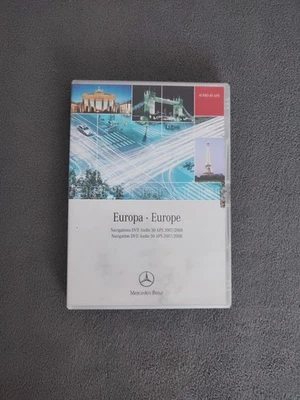 Europa - Europe
Navigations-DVD Audio 50 APS 2007/2008
Navigation DVD Audio 50 APS 2007/2008
Mercedes-Benz